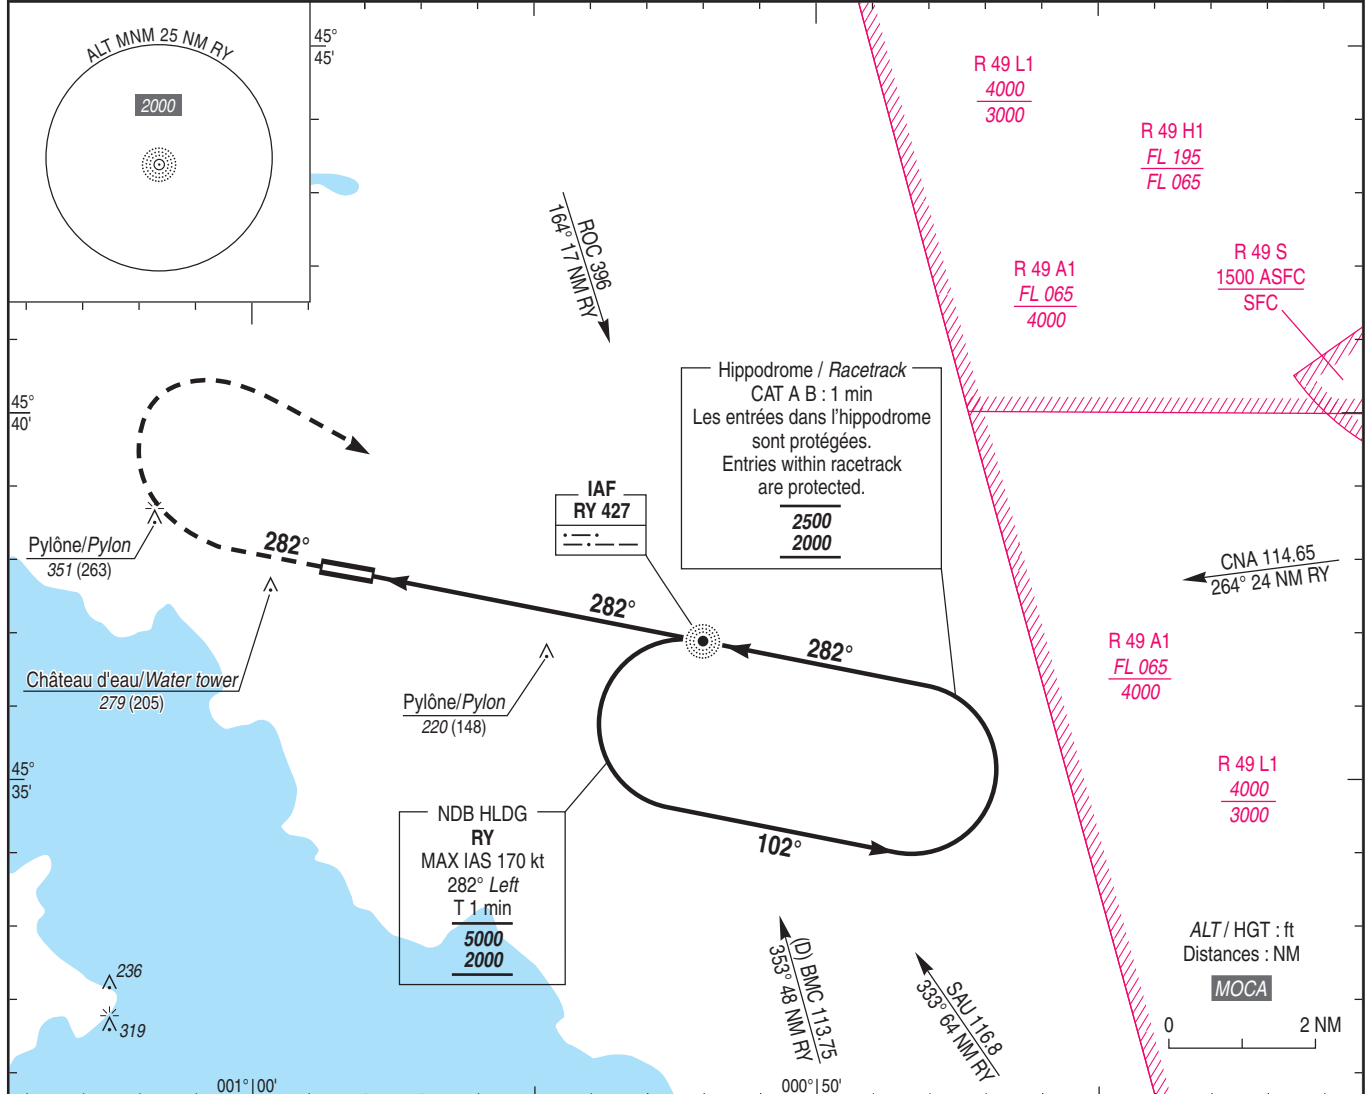 ALT MNM 25 NM RY
2000
45°
45'
R 49 L1
4000
3000
R 49 H1
FL 195
FL 065
R 49 S
1500 ASFC
SFC
R 49 A1
FL 065
4000
ROC 396
164° 17 NM RY
Hippodrome / Racetrack
CAT A B : 1 min
Les entrées dans l'hippodrome
sont protégées.
Entries within racetrack
are protected.
2500
2000
45°
40'
IAF
RY 427
282°
Pylône/Pylon
351 (263)
CNA 114.65
264° 24 NM RY
282°
282°
Château d'eau/Water tower
279 (205)
Pylône/Pylon
220 (148)
R 49 A1
FL 065
4000
45°
35'
R 49 L1
4000
3000
NDB HLDG
RY
MAX IAS 170 kt
282° Left
T 1 min
5000
2000
102°
(D) BMC 113.75
353° 48 NM RY
SAU 116.8
333° 64 NM RY
ALT / HGT : ft
Distances : NM
MOCA
0 2 NM
236
319
001° 00'
000° 50'